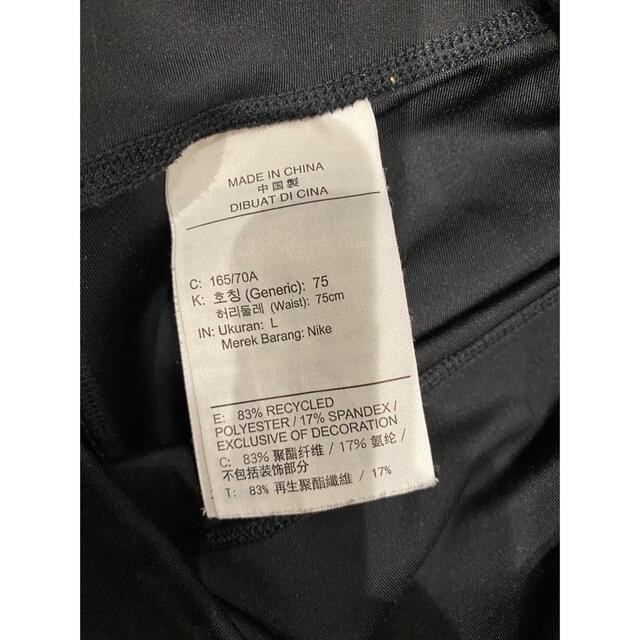 MADE IN CHINA
中国製
DIBUAT DI CINA
C: 165/70A
K: 호칭 (Generic): 75
허리둘레 (Waist): 75cm
IN: Ukuran: L
Merek Barang: Nike
E: 83% RECYCLED
POLYESTER / 17% SPANDEX /
EXCLUSIVE OF DECORATION
C: 83% 聚酯纤维 / 17% 氨纶 /
不包括装饰部分
T: 83% 再生聚酯纖維 / 17%